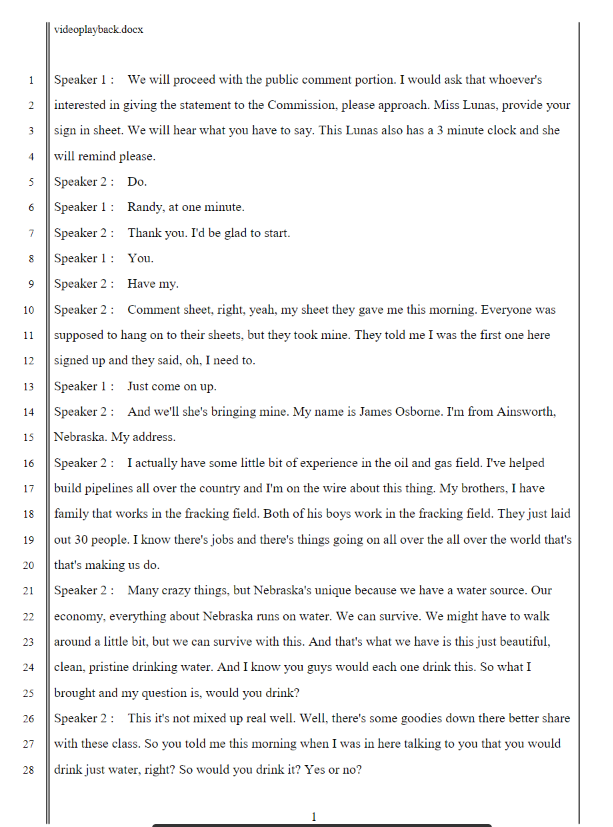 videoplayback.docx
1 Speaker 1 : We will proceed with the public comment portion. I would ask that whoever's
2 interested in giving the statement to the Commission, please approach. Miss Lunas, provide your
3 sign in sheet. We will hear what you have to say. This Lunas also has a 3 minute clock and she
4 will remind please.
5 Speaker 2 : Do.
6 Speaker 1 : Randy, at one minute.
7 Speaker 2 : Thank you. I'd be glad to start.
8 Speaker 1 : You.
9 Speaker 2 : Have my.
10 Speaker 2 : Comment sheet, right, yeah, my sheet they gave me this morning. Everyone was
11 supposed to hang on to their sheets, but they took mine. They told me I was the first one here
12 signed up and they said, oh, I need to.
13 Speaker 1 : Just come on up.
14 Speaker 2 : And we'll she's bringing mine. My name is James Osborne. I'm from Ainsworth,
15 Nebraska. My address.
16 Speaker 2 : I actually have some little bit of experience in the oil and gas field. I've helped
17 build pipelines all over the country and I'm on the wire about this thing. My brothers, I have
18 family that works in the fracking field. Both of his boys work in the fracking field. They just laid
19 out 30 people. I know there's jobs and there's things going on all over the all over the world that's
20 that's making us do.
21 Speaker 2 : Many crazy things, but Nebraska's unique because we have a water source. Our
22 economy, everything about Nebraska runs on water. We can survive. We might have to walk
23 around a little bit, but we can survive with this. And that's what we have is this just beautiful,
24 clean, pristine drinking water. And I know you guys would each one drink this. So what I
25 brought and my question is, would you drink?
26 Speaker 2 : This it's not mixed up real well. Well, there's some goodies down there better share
27 with these class. So you told me this morning when I was in here talking to you that you would
28 drink just water, right? So would you drink it? Yes or no?
1